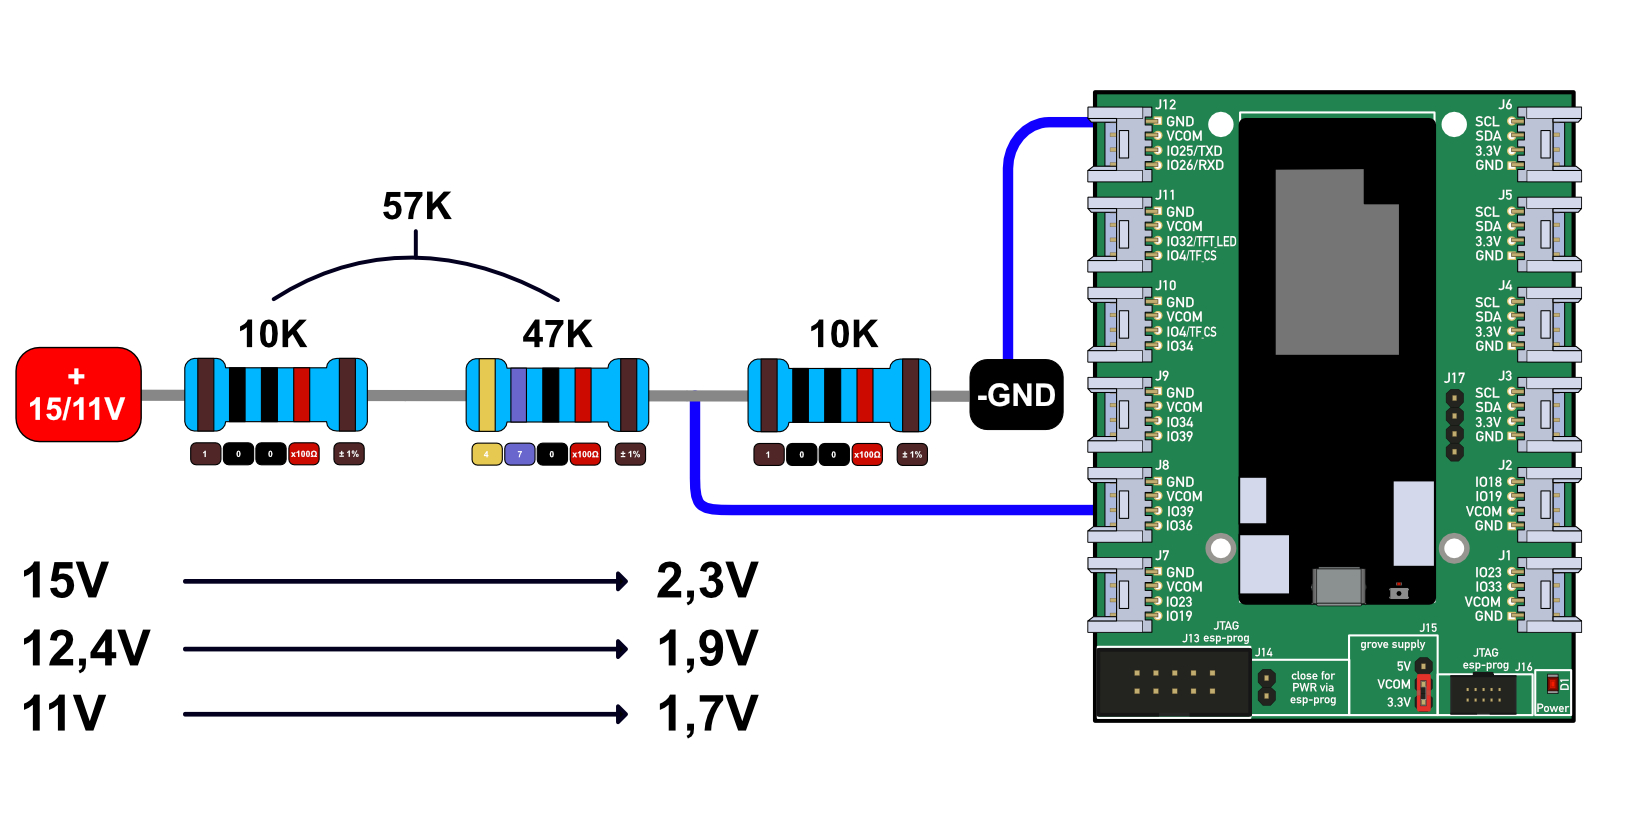 57K
10K
47K
10K
+
15/11V
-GND
1
0
0
x100Ω
± 1%
4
7
0
x100Ω
± 1%
1
0
0
x100Ω
± 1%
15V
2,3V
12,4V
1,9V
11V
1,7V
J12
GND
VCOM
IO25/TXD
IO26/RXD
J11
GND
VCOM
IO32/TFT_LED
IO4/TF_CS
J10
GND
VCOM
IO4/TF_CS
IO34
J9
GND
VCOM
IO34
IO39
J8
GND
VCOM
IO39
IO36
J7
GND
VCOM
IO23
IO19
J6
SCL
SDA
3.3V
GND
J5
SCL
SDA
3.3V
GND
J4
SCL
SDA
3.3V
GND
J17
J3
SCL
SDA
3.3V
GND
J2
IO18
IO19
VCOM
GND
J1
IO23
IO33
VCOM
GND
JTAG
J13 esp-prog
J14
close for
PWR via
esp-prog
J15
grove supply
5V
VCOM
3.3V
JTAG
esp-prog
J16
D1
Power